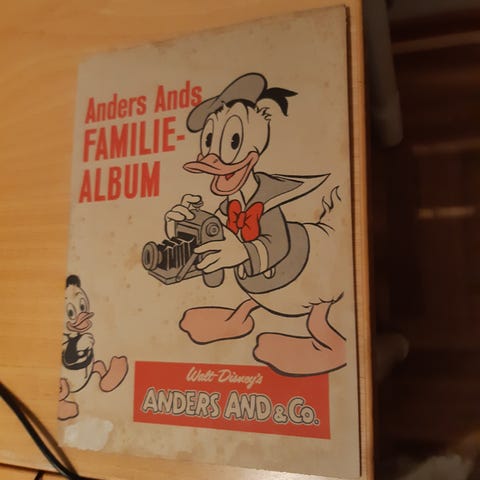 Anders Ands
FAMILIE-
ALBUM
Walt Disney's
ANDERS AND & Co.